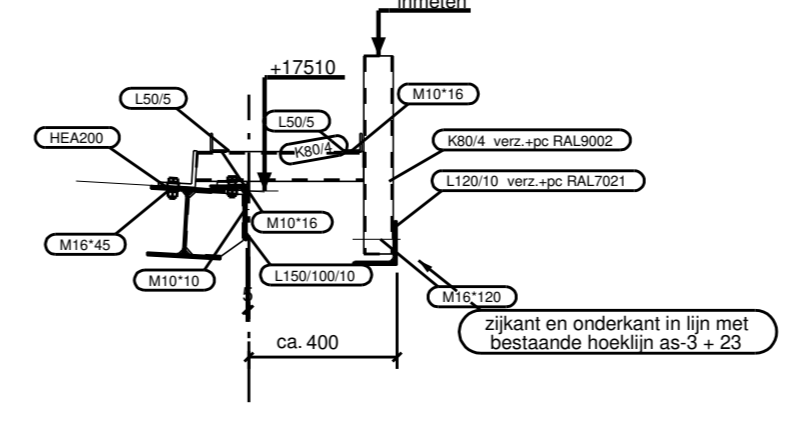 inmeten
+17510
L50/5
M10*16
L50/5
HEA200
K80/4
K80/4 verz.+pc RAL9002
L120/10 verz.+pc RAL7021
M10*16
M16*45
M10*10
L150/100/10
5
M16*120
zijkant en onderkant in lijn met
bestaande hoeklijn as-3 + 23
ca. 400